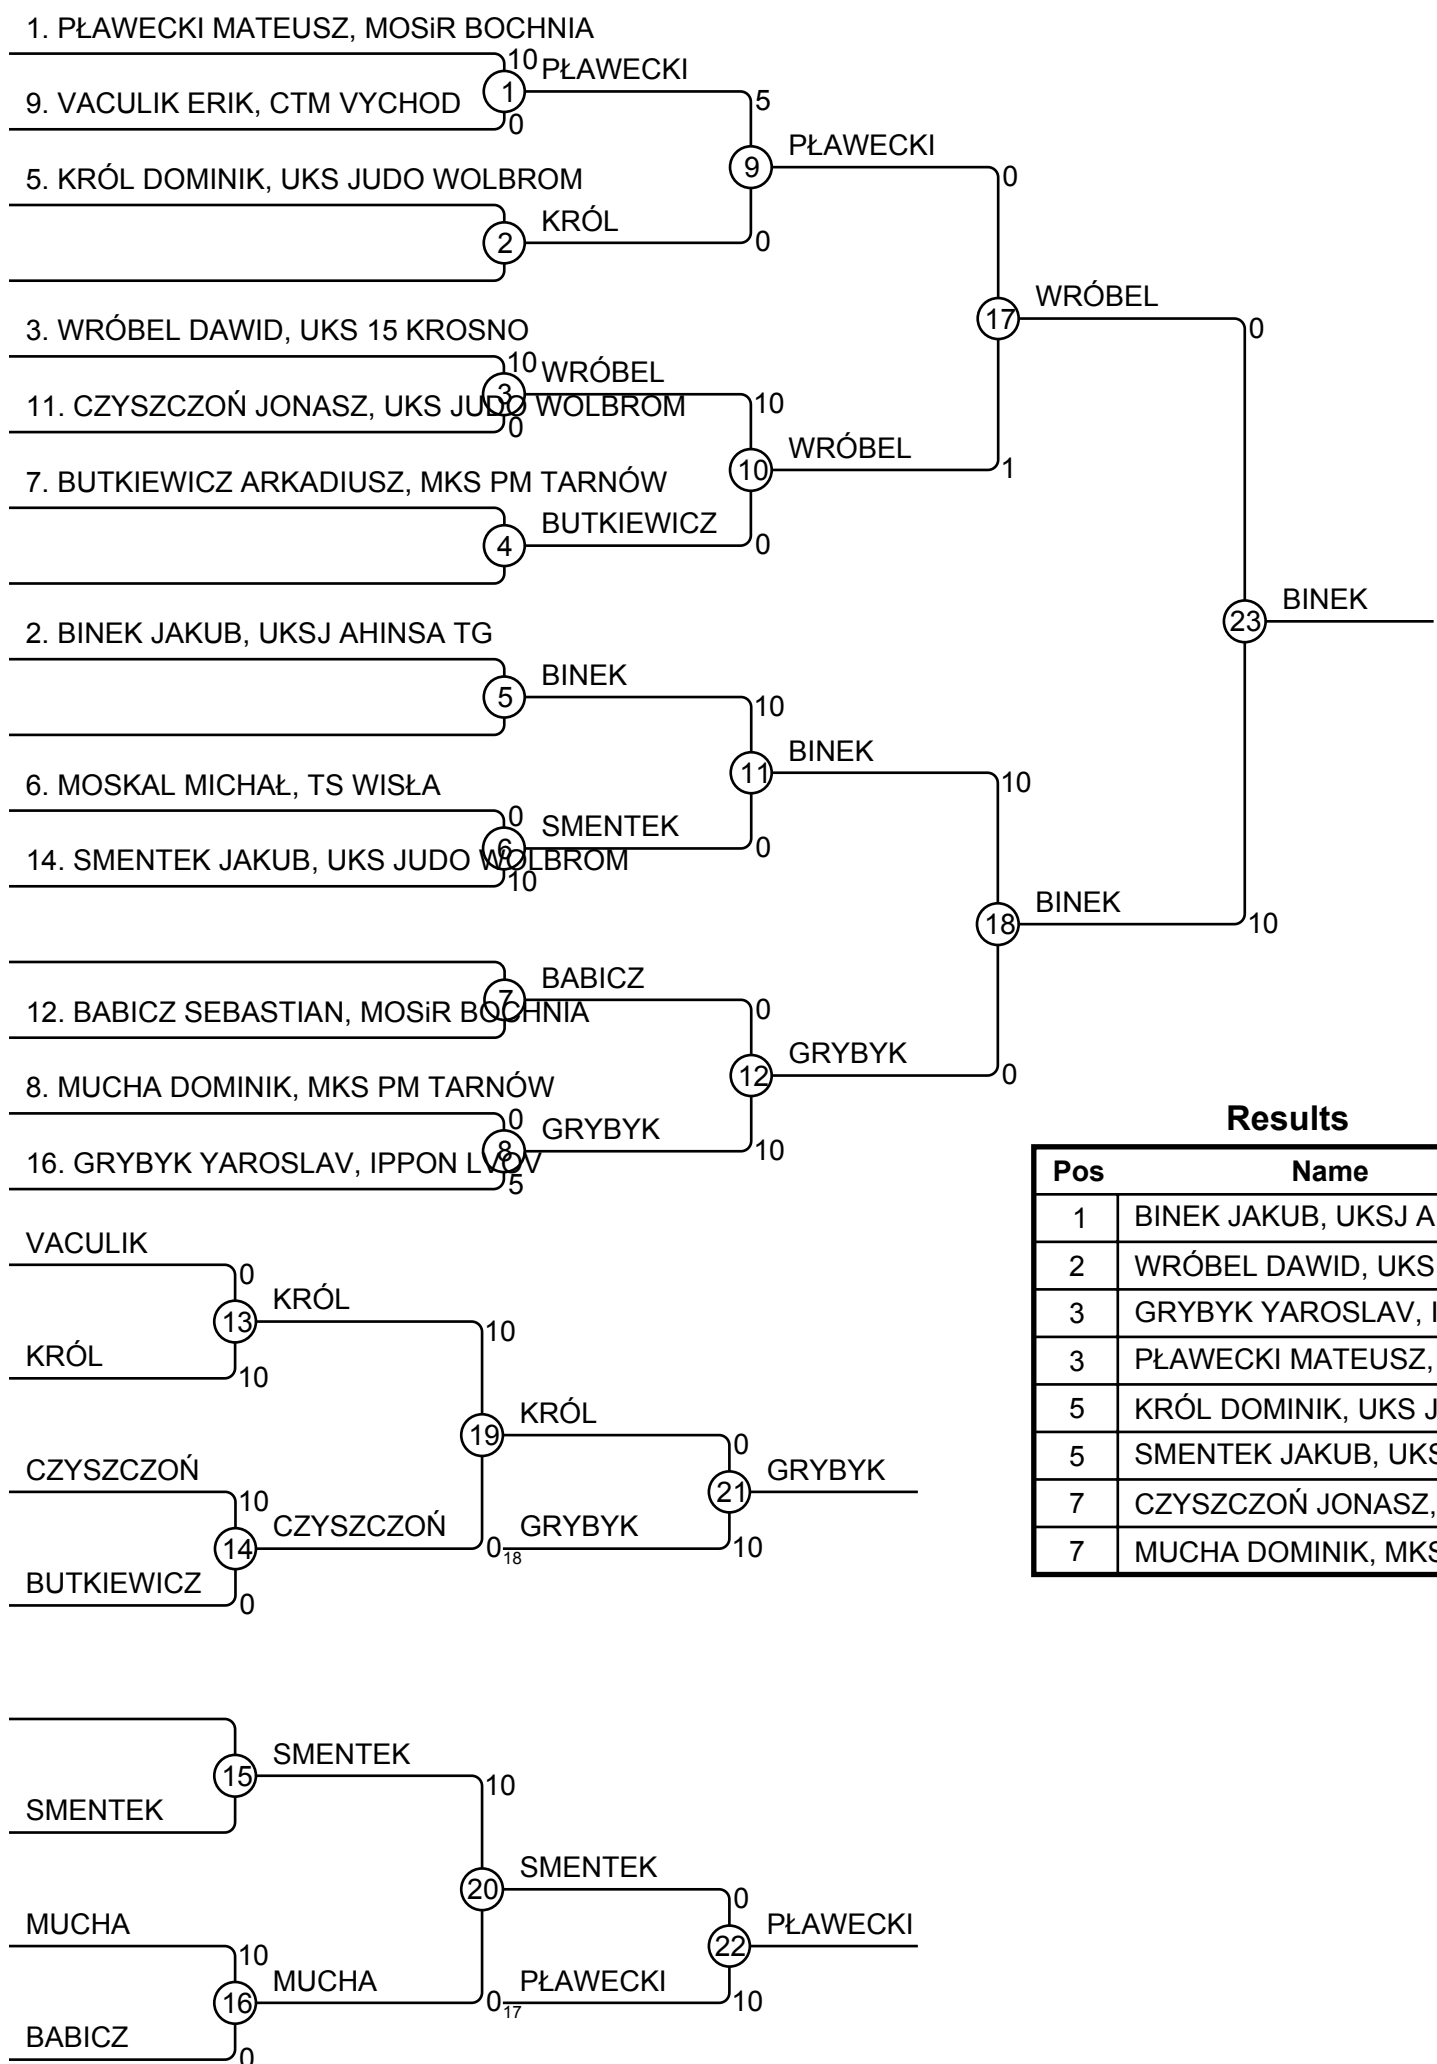 1. PŁAWECKI MATEUSZ, MOSiR BOCHNIA
10
PŁAWECKI
1
9. VACULIK ERIK, CTM VYCHOD
0
5
PŁAWECKI
9
0
5. KRÓL DOMINIK, UKS JUDO WOLBROM
KRÓL
2
0
WRÓBEL
17
0
3. WRÓBEL DAWID, UKS 15 KROSNO
10
WRÓBEL
3
11. CZYSZCZOŃ JONASZ, UKS JUDO WOLBROM
0
10
WRÓBEL
10
1
7. BUTKIEWICZ ARKADIUSZ, MKS PM TARNÓW
BUTKIEWICZ
4
0
BINEK
23
2. BINEK JAKUB, UKSJ AHINSA TG
BINEK
5
10
BINEK
11
10
6. MOSKAL MICHAŁ, TS WISŁA
0
SMENTEK
6
0
14. SMENTEK JAKUB, UKS JUDO WOLBROM
10
BINEK
18
10
BABICZ
7
12. BABICZ SEBASTIAN, MOSiR BOCHNIA
0
GRYBYK
12
0
8. MUCHA DOMINIK, MKS PM TARNÓW
0
GRYBYK
8
10
16. GRYBYK YAROSLAV, IPPON LVOV
5
Results
Pos Name
1 BINEK JAKUB, UKSJ A
2 WRÓBEL DAWID, UKS
3 GRYBYK YAROSLAV,
3 PŁAWECKI MATEUSZ,
5 KRÓL DOMINIK, UKS J
5 SMENTEK JAKUB, UKS
7 CZYSZCZOŃ JONASZ,
7 MUCHA DOMINIK, MKS
VACULIK
0
KRÓL
13
KRÓL
10
10
KRÓL
19
0
GRYBYK
21
CZYSZCZOŃ
10
CZYSZCZOŃ
14
0
18
GRYBYK
10
BUTKIEWICZ
0
SMENTEK
15
10
SMENTEK
SMENTEK
20
0
PŁAWECKI
22
MUCHA
10
MUCHA
16
0
17
PŁAWECKI
10
BABICZ
0